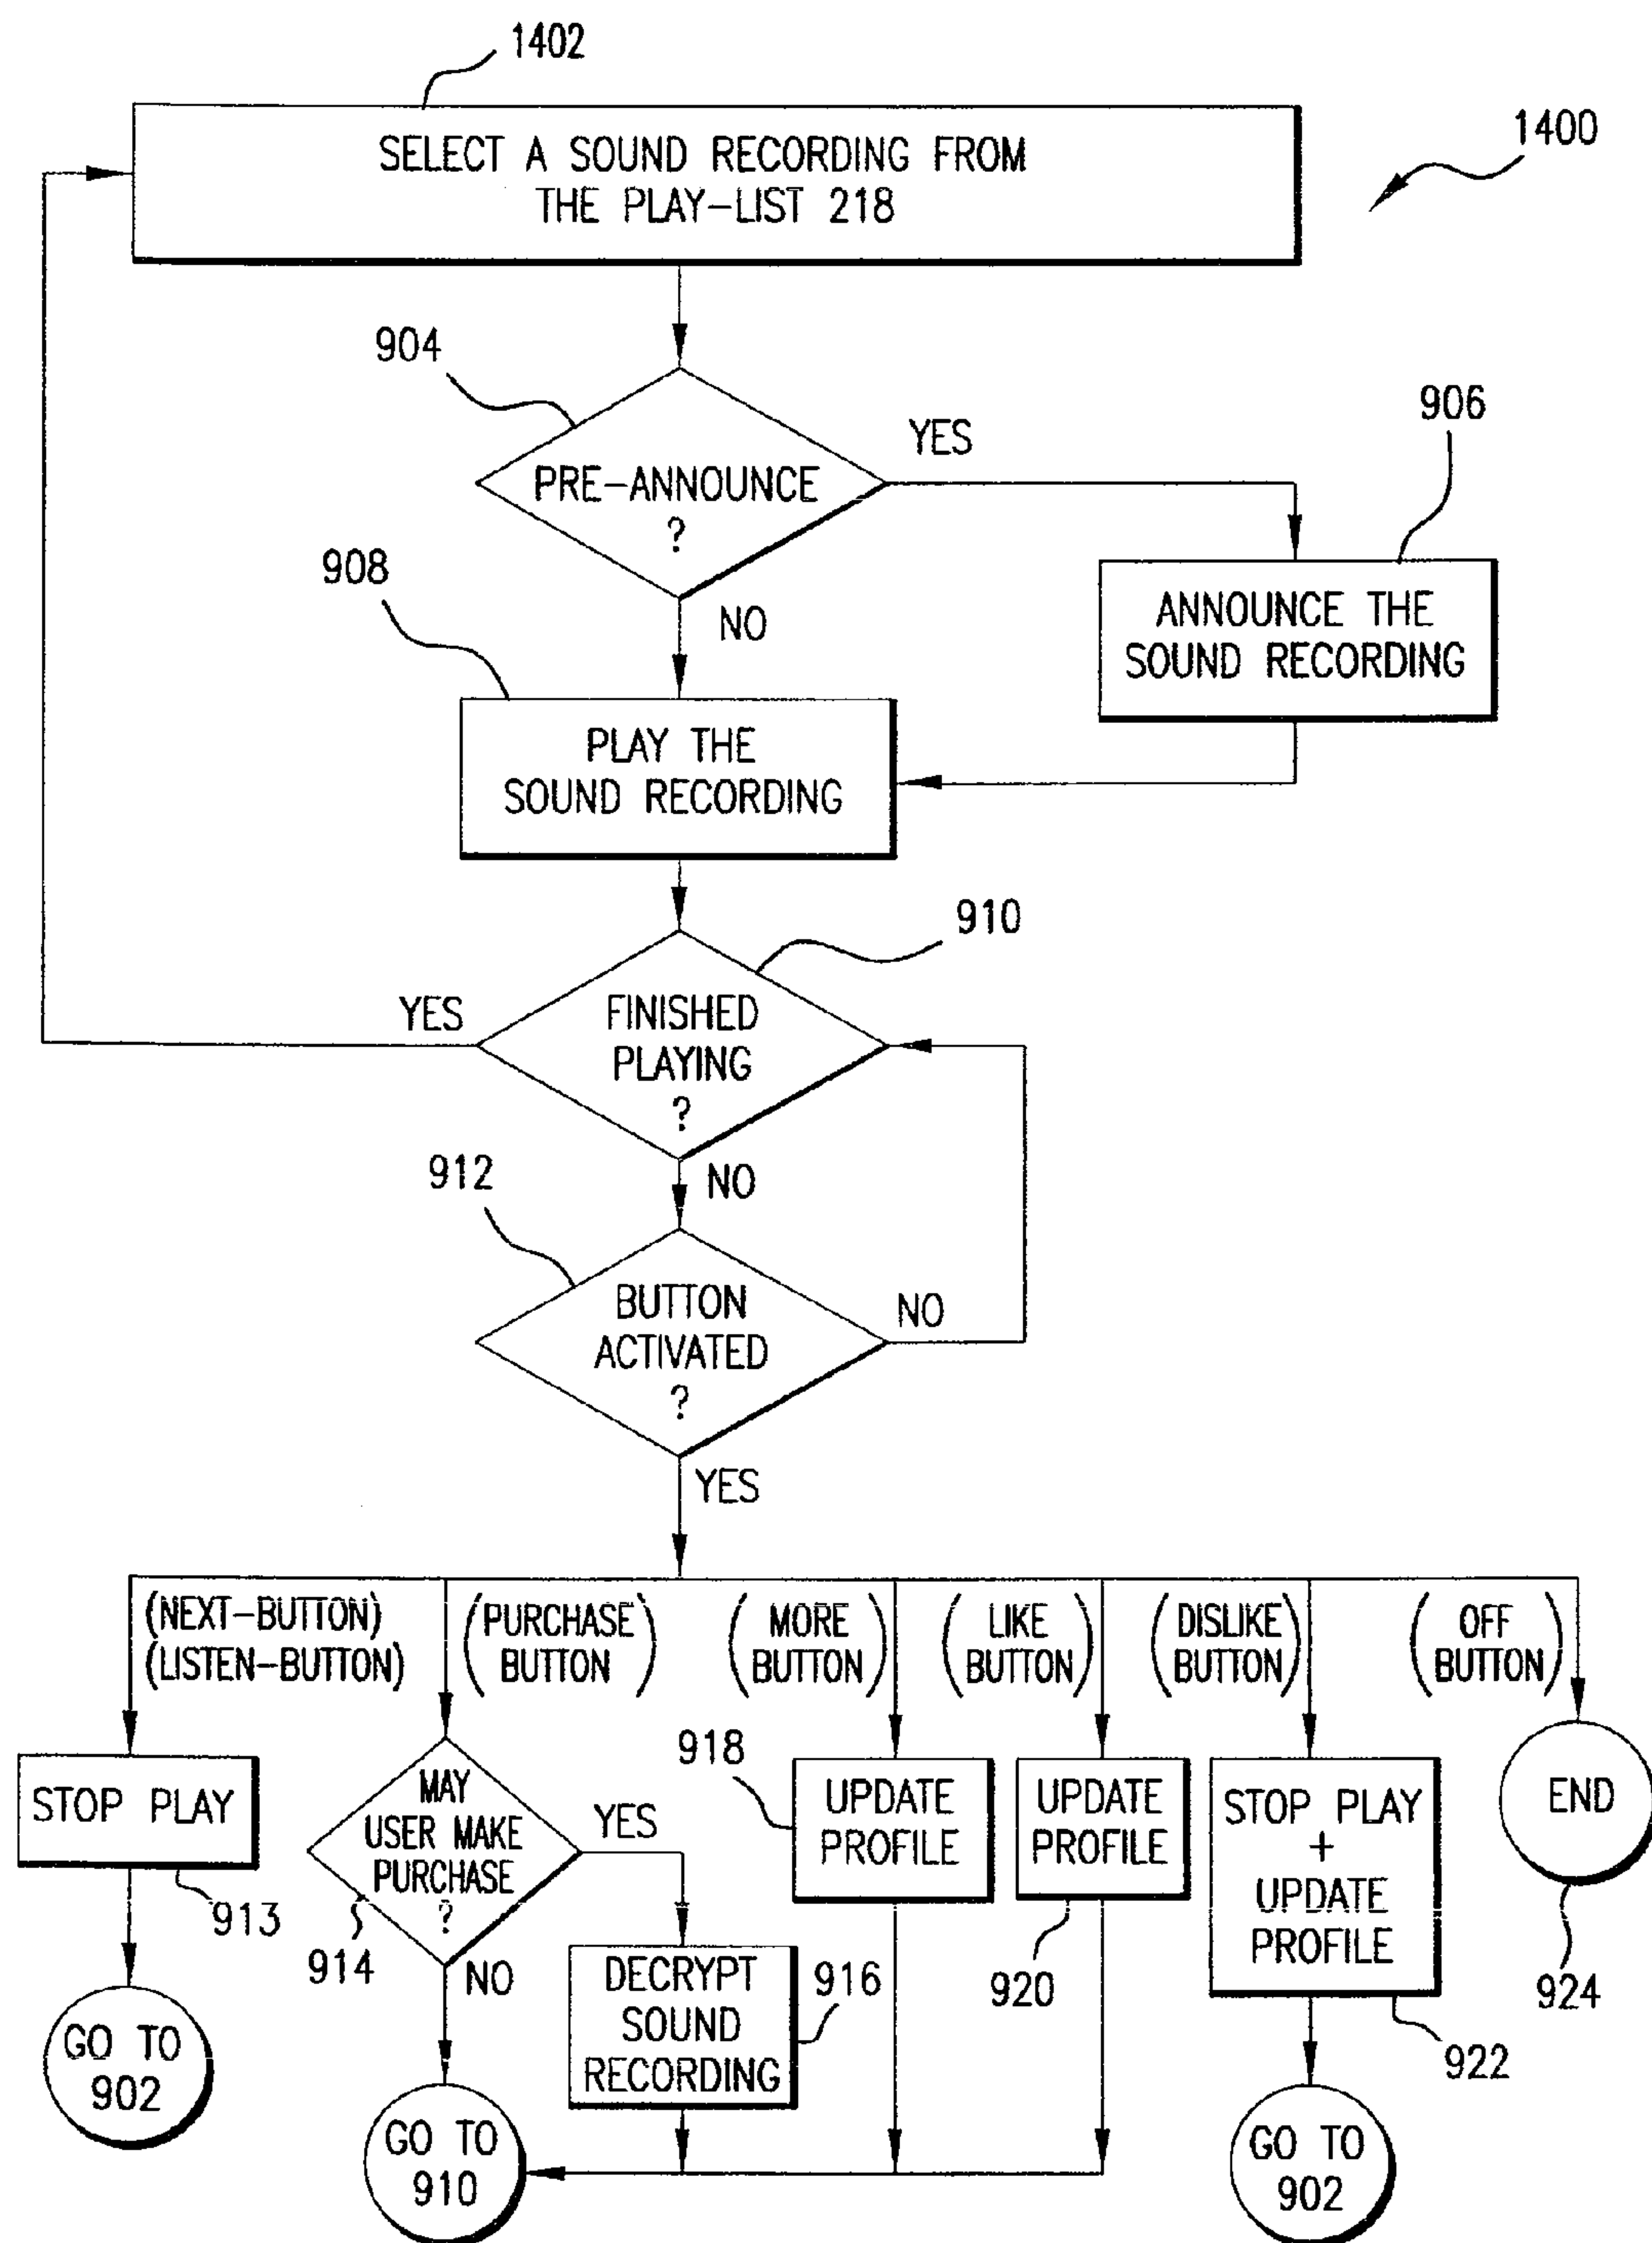 1402
1400
SELECT A SOUND RECORDING FROM
THE PLAY-LIST 218
904
PRE-ANNOUNCE
?
YES
NO
906
ANNOUNCE THE
SOUND RECORDING
908
PLAY THE
SOUND RECORDING
910
FINISHED
PLAYING
?
YES
NO
912
BUTTON
ACTIVATED
?
NO
YES
(NEXT-BUTTON)
(LISTEN-BUTTON)
(PURCHASE
BUTTON)
(MORE
BUTTON)
(LIKE
BUTTON)
(DISLIKE
BUTTON)
(OFF
BUTTON)
STOP PLAY
913
GO TO
902
MAY
USER MAKE
PURCHASE
?
914
YES
NO
DECRYPT
SOUND
RECORDING
916
GO TO
910
918
UPDATE
PROFILE
UPDATE
PROFILE
920
STOP PLAY
+
UPDATE
PROFILE
922
GO TO
902
END
924